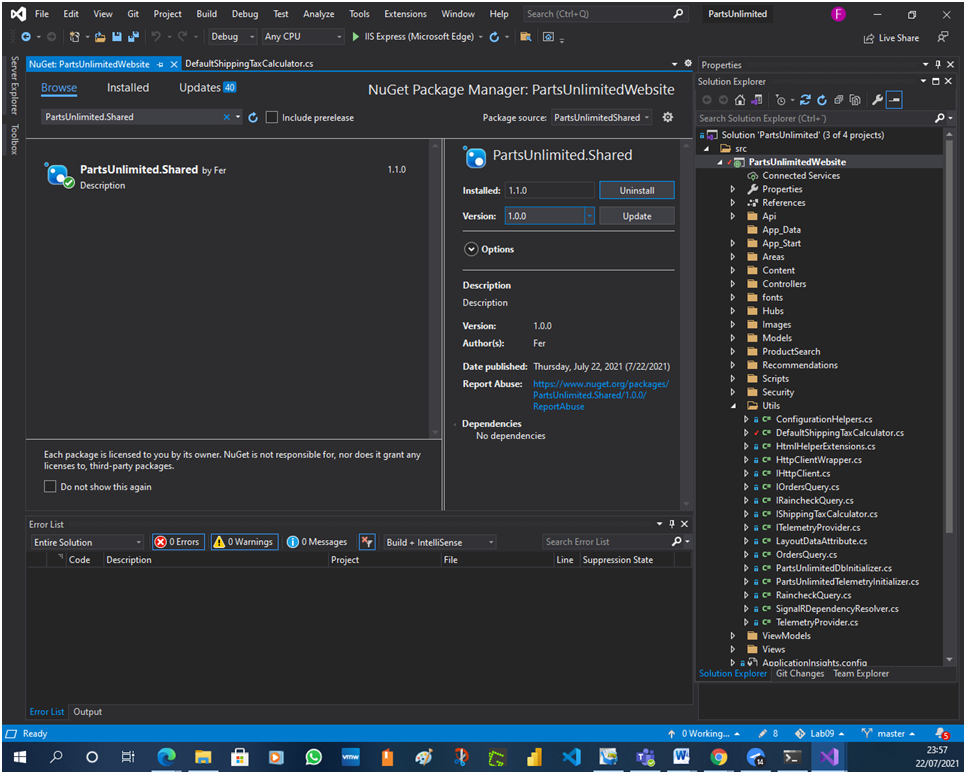 File Edit View Git Project Build Debug Test Analyze Tools Extensions Window Help Search (Ctrl+Q) PartsUnlimited F
Debug Any CPU IIS Express (Microsoft Edge) Live Share
Server Explorer
Toolbox
NuGet: PartsUnlimitedWebsite DefaultShippingTaxCalculator.cs
Browse Installed Updates 40 NuGet Package Manager: PartsUnlimitedWebsite
PartsUnlimited.Shared Include prerelease Package source: PartsUnlimitedShared
PartsUnlimited.Shared by Fer 1.1.0
Description
PartsUnlimited.Shared
Installed: 1.1.0 Uninstall
Version: 1.0.0 Update
Options
Description
Description
Version: 1.0.0
Author(s): Fer
Date published: Thursday, July 22, 2021 (7/22/2021)
Report Abuse: https://www.nuget.org/packages/
PartsUnlimited.Shared/1.0.0/
ReportAbuse
Dependencies
No dependencies
Each package is licensed to you by its owner. NuGet is not responsible for, nor does it grant any
licenses to, third-party packages.
Do not show this again
Error List
Entire Solution 0 Errors 0 Warnings 0 Messages Build + IntelliSense Search Error List
Code Description Project File Line Suppression State
Error List Output
Properties
Solution Explorer
Search Solution Explorer (Ctrl+¨)
Solution 'PartsUnlimited' (3 of 4 projects)
src
PartsUnlimitedWebsite
Connected Services
Properties
References
Api
App_Data
App_Start
Areas
Content
Controllers
fonts
Hubs
Images
Models
ProductSearch
Recommendations
Scripts
Security
Utils
ConfigurationHelpers.cs
DefaultShippingTaxCalculator.cs
HtmlHelperExtensions.cs
HttpClientWrapper.cs
IHttpClient.cs
IOrdersQuery.cs
IRaincheckQuery.cs
IShippingTaxCalculator.cs
ITelemetryProvider.cs
LayoutDataAttribute.cs
OrdersQuery.cs
PartsUnlimitedDbInitializer.cs
PartsUnlimitedTelemetryInitializer.cs
RaincheckQuery.cs
SignalRDependencyResolver.cs
TelemetryProvider.cs
ViewModels
Views
ApplicationInsights.config
Solution Explorer Git Changes Team Explorer
Ready 0 Working... 8 Lab09 master 5
vmw 14 23:57
22/07/2021